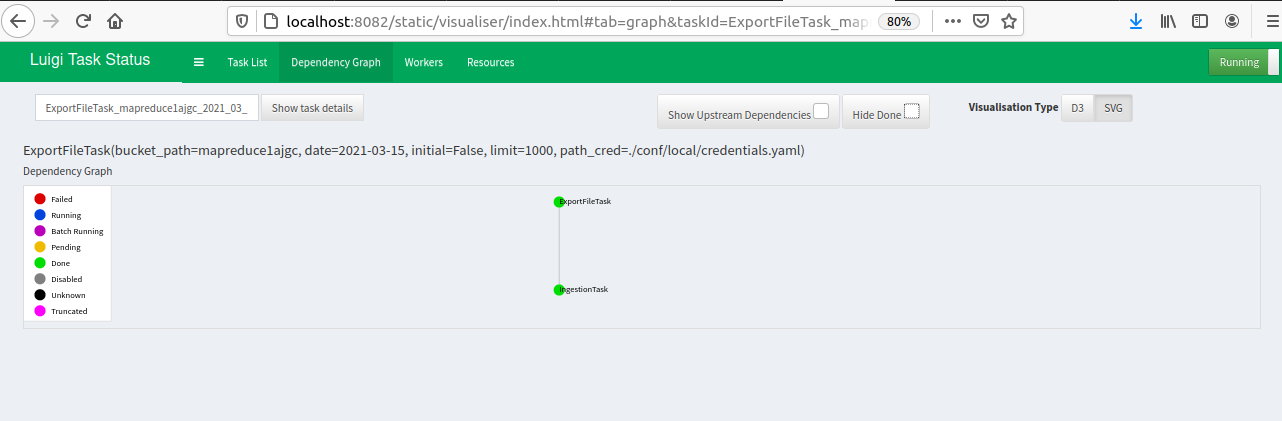 localhost:8082/static/visualiser/index.html#tab=graph&taskId=ExportFileTask_map
80%
Luigi Task Status
Task List
Dependency Graph
Workers
Resources
Running
ExportFileTask_mapreduce1ajgc_2021_03_
Show task details
Show Upstream Dependencies
Hide Done
Visualisation Type
D3
SVG
ExportFileTask(bucket_path=mapreduce1ajgc, date=2021-03-15, initial=False, limit=1000, path_cred=./conf/local/credentials.yaml)
Dependency Graph
Failed
Running
Batch Running
Pending
Done
Disabled
Unknown
Truncated
ExportFileTask
IngestionTask